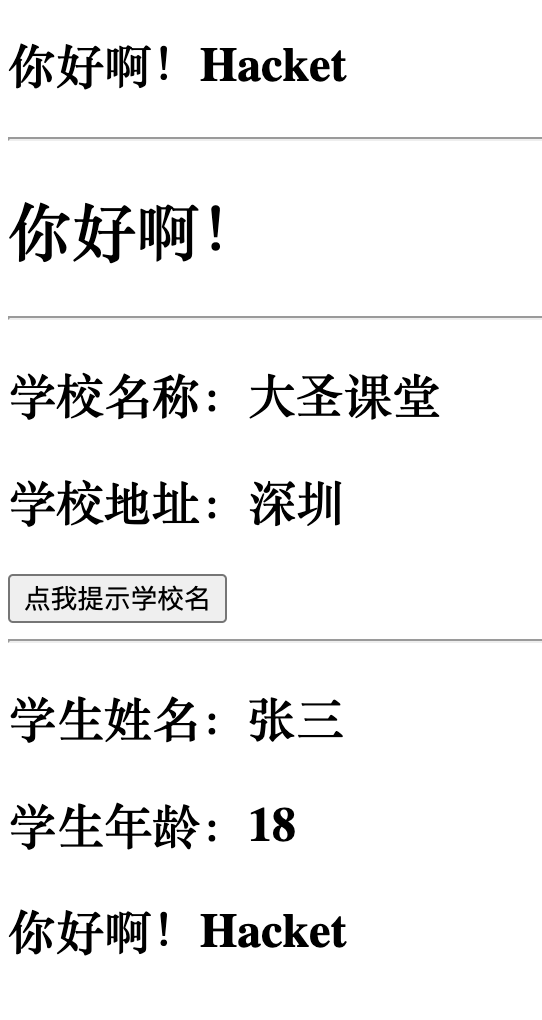 你好啊！Hacket
你好啊！
学校名称：大圣课堂
学校地址：深圳
点我提示学校名
学生姓名：张三
学生年龄：18
你好啊！Hacket